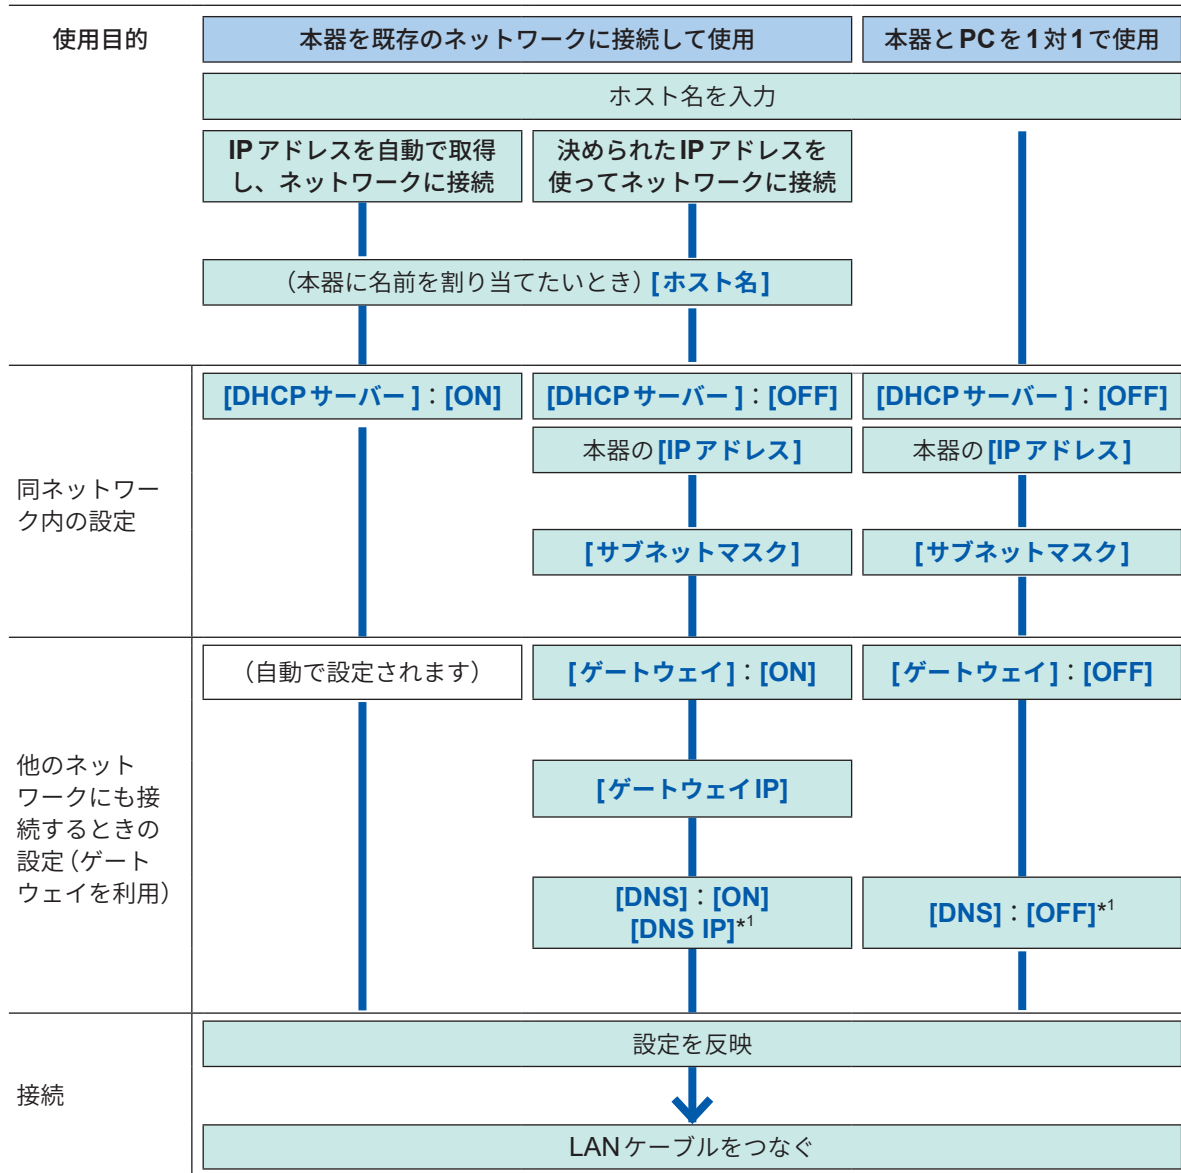 使用目的
本器を既存のネットワークに接続して使用
本器とPCを1対1で使用
ホスト名を入力
IPアドレスを自動で取得
し、ネットワークに接続
決められたIPアドレスを
使ってネットワークに接続
（本器に名前を割り当てたいとき）[ホスト名]
同ネットワー
ク内の設定
[DHCPサーバー]：[ON]
[DHCPサーバー]：[OFF]
[DHCPサーバー]：[OFF]
本器の[IPアドレス]
本器の[IPアドレス]
[サブネットマスク]
[サブネットマスク]
他のネット
ワークにも接
続するときの
設定（ゲート
ウェイを利用）
（自動で設定されます）
[ゲートウェイ]：[ON]
[ゲートウェイ]：[OFF]
[ゲートウェイIP]
[DNS]：[ON]
[DNS IP]*1
[DNS]：[OFF]*1
接続
設定を反映
LANケーブルをつなぐ